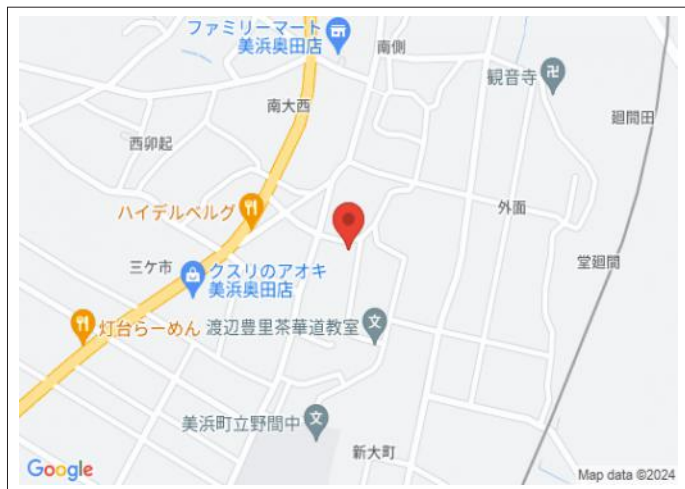 ファミリーマート
美浜奥田店
南側
観音寺
南大西
廻間田
西卯起
ハイデルベルグ
外面
三ケ市
クスリのアオキ
美浜奥田店
堂廻間
灯台らーめん
渡辺豊里茶華道教室
文
美浜町立野間中
文
新大町
Google
Map data ©2024